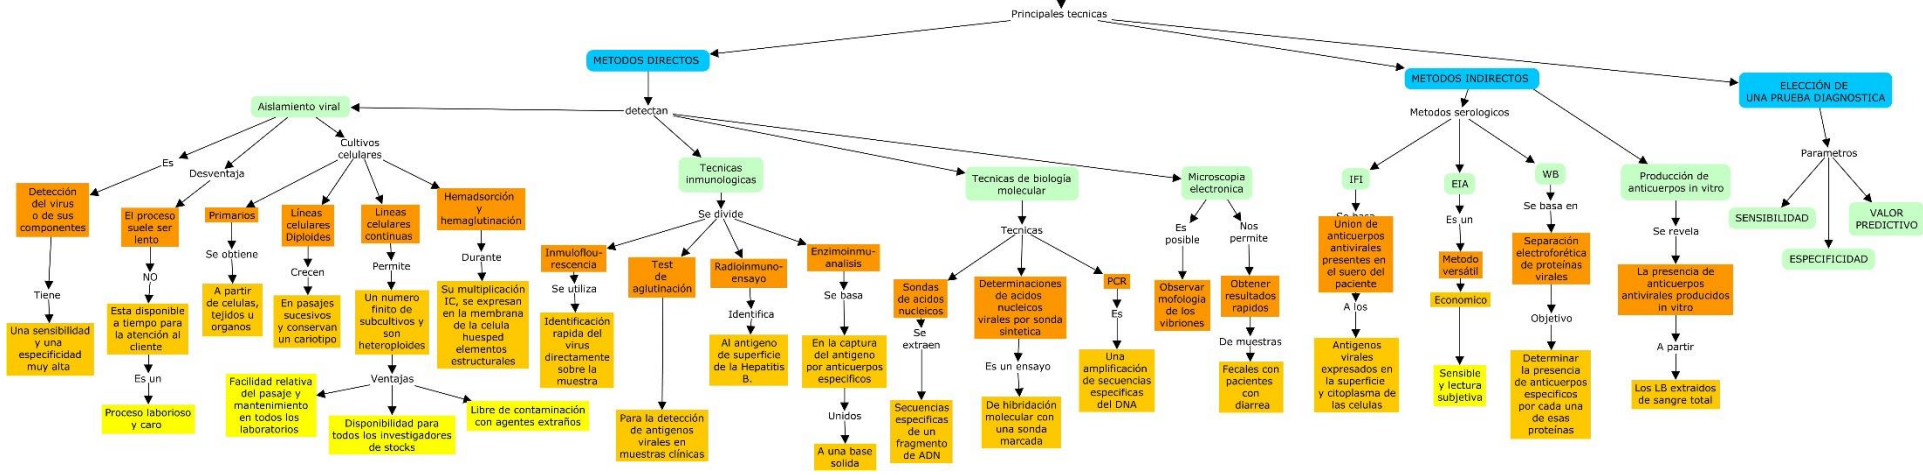 Principales tecnicas
METODOS DIRECTOS
METODOS INDIRECTOS
ELECCIÓN DE
UNA PRUEBA DIAGNOSTICA
detectan
Aislamiento viral
Es
Detección
del virus
o de sus
componentes
Tiene
Una sensibilidad
y una
especificidad
muy alta
Desventaja
El proceso
suele ser
lento
NO
Esta disponible
a tiempo para
la atención al
cliente
Es un
Proceso laborioso
y caro
Cultivos
celulares
Primarios
Se obtiene
A partir
de celulas,
tejidos u
organos
Líneas
celulares
Diploides
Crecen
En pasajes
sucesivos
y conservan
un cariotipo
Lineas
celulares
continuas
Permite
Un numero
finito de
subcultivos y
son
heteroploides
Ventajas
Facilidad relativa
del pasaje y
mantenimiento
en todos los
laboratorios
Disponibilidad para
todos los investigadores
de stocks
Libre de contaminación
con agentes extraños
Hemadsorción
y
hemaglutinación
Durante
Su multiplicación
IC, se expresan
en la membrana
de la celula
huesped
elementos
estructurales
Tecnicas
inmunologicas
Se divide
Inmuloflou-
rescencia
Se utiliza
Identificación
rapida del
virus
directamente
sobre la
muestra
Test
de
aglutinación
Para la detección
de antigenos
virales en
muestras clínicas
Radioinmuno-
ensayo
Identifica
Al antigeno
de superficie
de la Hepatitis
B.
Enzimoinmu-
analisis
Se basa
En la captura
del antigeno
por anticuerpos
especificos
Unidos
A una base
solida
Tecnicas de biología
molecular
Tecnicas
Sondas
de acidos
nucleicos
Se
extraen
Secuencias
especificas
de un
fragmento
de ADN
Determinaciones
de acidos
nucleicos
virales por
sonda
sintetica
Es un ensayo
De hibridación
molecular con
una sonda
marcada
PCR
Es
Una
amplificación
de secuencias
especificas
del DNA
Microscopia
electronica
Es
posible
Observar
mofologia
de los
vibriones
Nos
permite
Obtener
resultados
rapidos
De muestras
Fecales con
pacientes
con
diarrea
Metodos serologicos
IFI
Se basa
Union de
anticuerpos
antivirales
presentes en
el suero del
paciente
A los
Antigenos
virales
expresados en
la superficie
y citoplasma de
las celulas
EIA
Es un
Metodo
versátil
Economico
Sensible
y lectura
subjetiva
WB
Se basa en
Separación
electroforética
de proteínas
virales
Objetivo
Determinar
la presencia
de anticuerpos
especificos
por cada una
de esas
proteínas
Producción de
anticuerpos in vitro
Se revela
La presencia de
anticuerpos
antivirales producidos
in vitro
A partir
Los LB extraidos
de sangre total
Parametros
SENSIBILIDAD
ESPECIFICIDAD
VALOR
PREDICTIVO